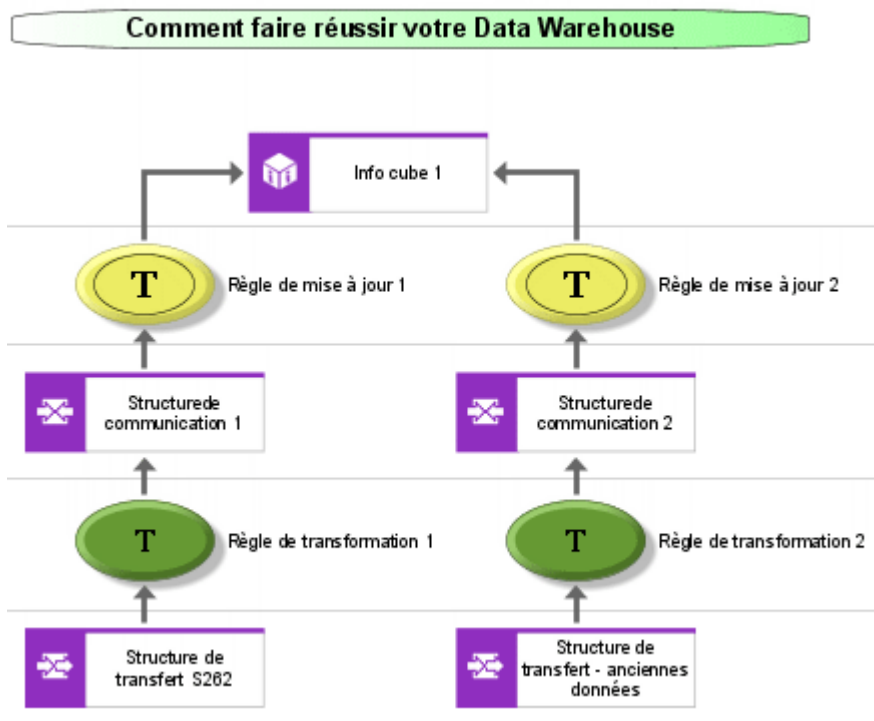 Comment faire réussir votre Data Warehouse
Info cube 1
T
Règle de mise à jour 1
T
Règle de mise à jour 2
Structurede
communication 1
Structurede
communication 2
T
Règle de transformation 1
T
Règle de transformation 2
Structure de
transfert S262
Structure de
transfert - anciennes
données